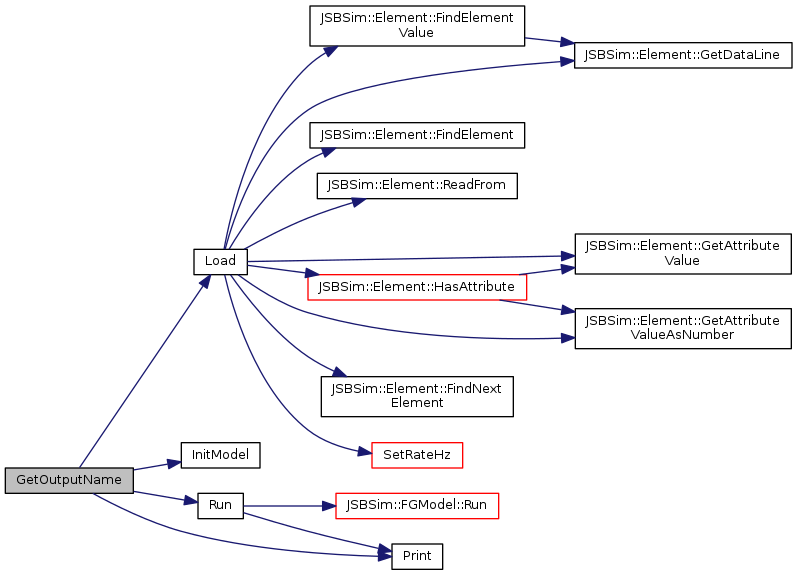 JSBSim::Element::FindElement
Value
JSBSim::Element::GetDataLine
JSBSim::Element::FindElement
JSBSim::Element::ReadFrom
Load
JSBSim::Element::GetAttribute
Value
JSBSim::Element::HasAttribute
JSBSim::Element::GetAttribute
ValueAsNumber
JSBSim::Element::FindNext
Element
InitModel
SetRateHz
GetOutputName
Run
JSBSim::FGModel::Run
Print